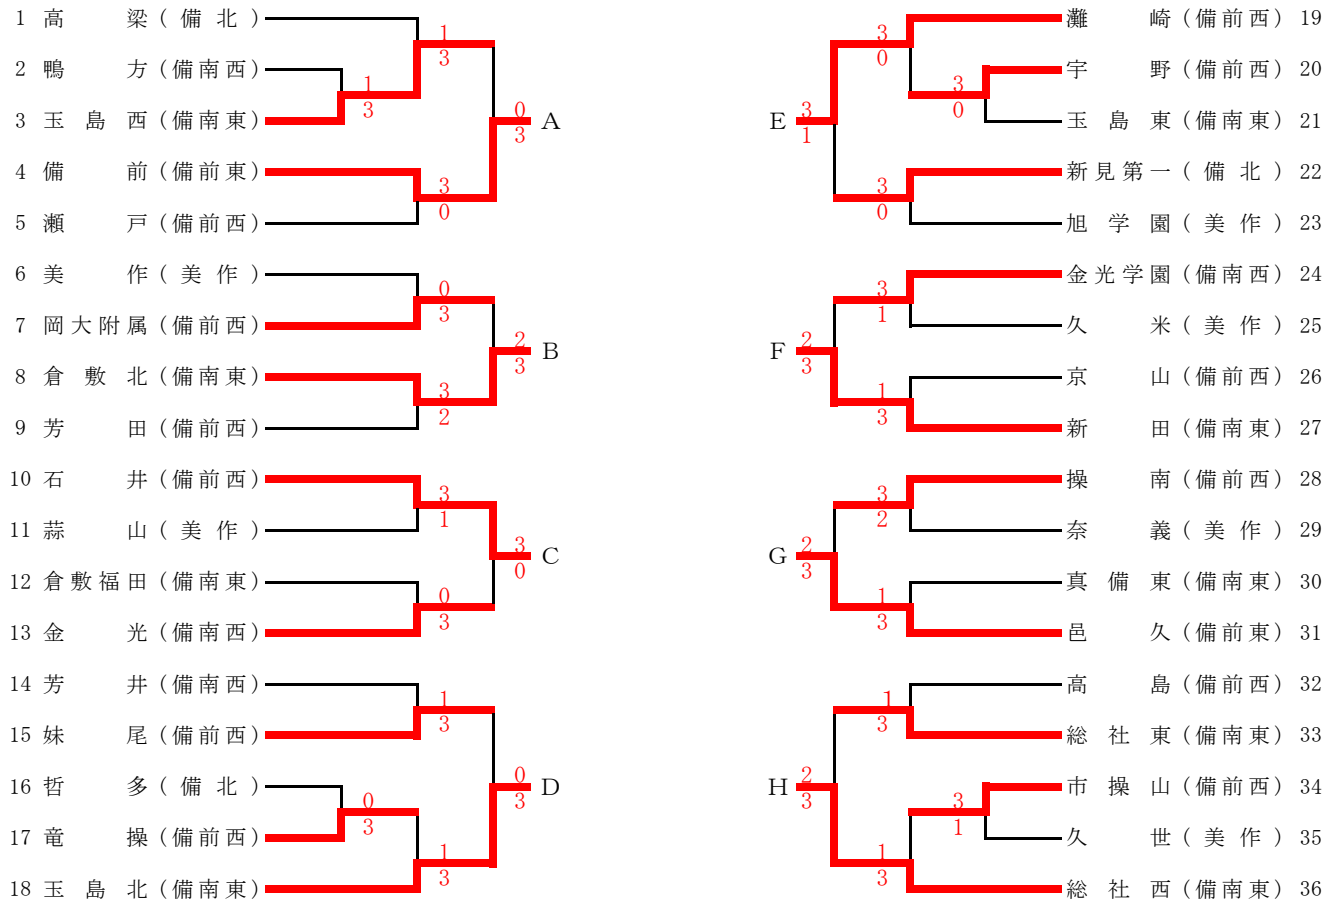 1 高梁(備北)
1
3
2 鴨方(備南西)
1
3
3 玉島西(備南東)
0
3
A
4 備前(備前東)
3
0
5 瀬戸(備前西)
6 美作(美作)
0
3
7 岡大附属(備前西)
2
3
B
8 倉敷北(備南東)
3
2
9 芳田(備前西)
10 石井(備前西)
3
1
11 蒜山(美作)
3
0
C
12 倉敷福田(備南東)
0
3
13 金光(備南西)
14 芳井(備南西)
1
3
15 妹尾(備前西)
0
3
D
16 哲多(備北)
0
3
17 竜操(備前西)
1
3
18 玉島北(備南東)
灘崎(備前西) 19
3
0
宇野(備前西) 20
3
0
E
3
1
玉島東(備南東) 21
新見第一(備北) 22
3
0
旭学園(美作) 23
金光学園(備南西) 24
3
1
久米(美作) 25
F
2
3
京山(備前西) 26
1
3
新田(備南東) 27
操南(備前西) 28
3
2
奈義(美作) 29
G
2
3
真備東(備南東) 30
1
3
邑久(備前東) 31
高島(備前西) 32
1
3
総社東(備南東) 33
H
2
3
市操山(備前西) 34
3
1
久世(美作) 35
1
3
総社西(備南東) 36